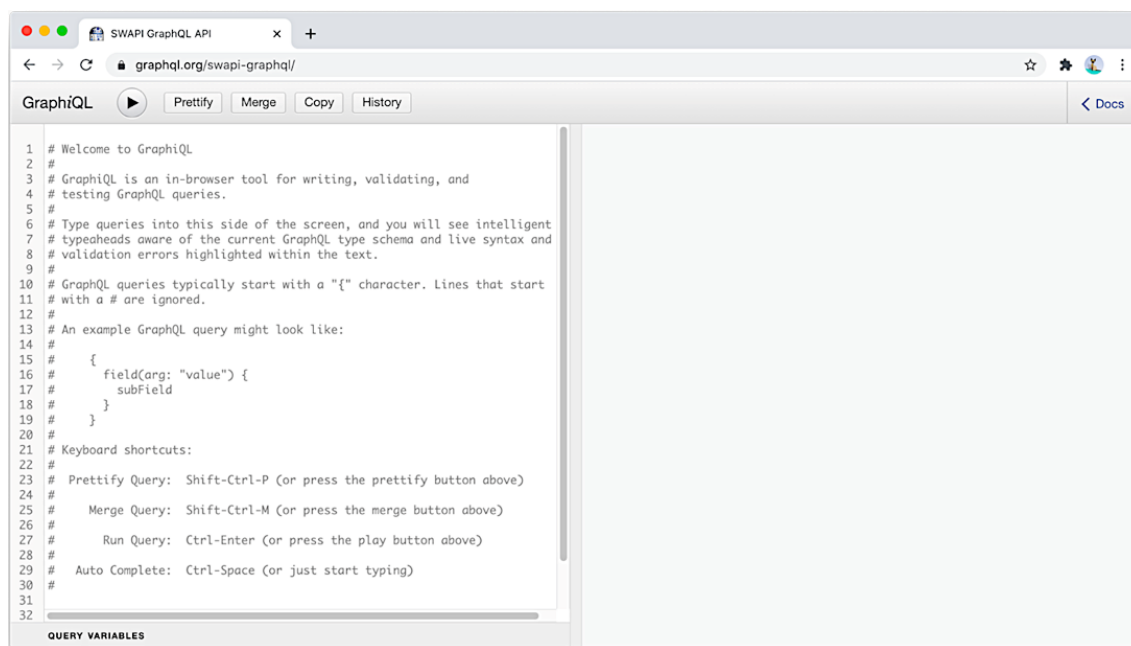 SWAPI GraphQL API
graphql.org/swapi-graphql/
GraphiQL Prettify Merge Copy History Docs
1 # Welcome to GraphiQL
2 #
3 # GraphiQL is an in-browser tool for writing, validating, and
4 # testing GraphQL queries.
5 #
6 # Type queries into this side of the screen, and you will see intelligent
7 # typeaheads aware of the current GraphQL type schema and live syntax and
8 # validation errors highlighted within the text.
9 #
10 # GraphQL queries typically start with a "{" character. Lines that start
11 # with a # are ignored.
12 #
13 # An example GraphQL query might look like:
14 #
15 #     {
16 #       field(arg: "value") {
17 #         subField
18 #       }
19 #     }
20 #
21 # Keyboard shortcuts:
22 #
23 #  Prettify Query:  Shift-Ctrl-P (or press the prettify button above)
24 #
25 #     Merge Query:  Shift-Ctrl-M (or press the merge button above)
26 #
27 #       Run Query:  Ctrl-Enter (or press the play button above)
28 #
29 #   Auto Complete:  Ctrl-Space (or just start typing)
30 #
31
32
QUERY VARIABLES